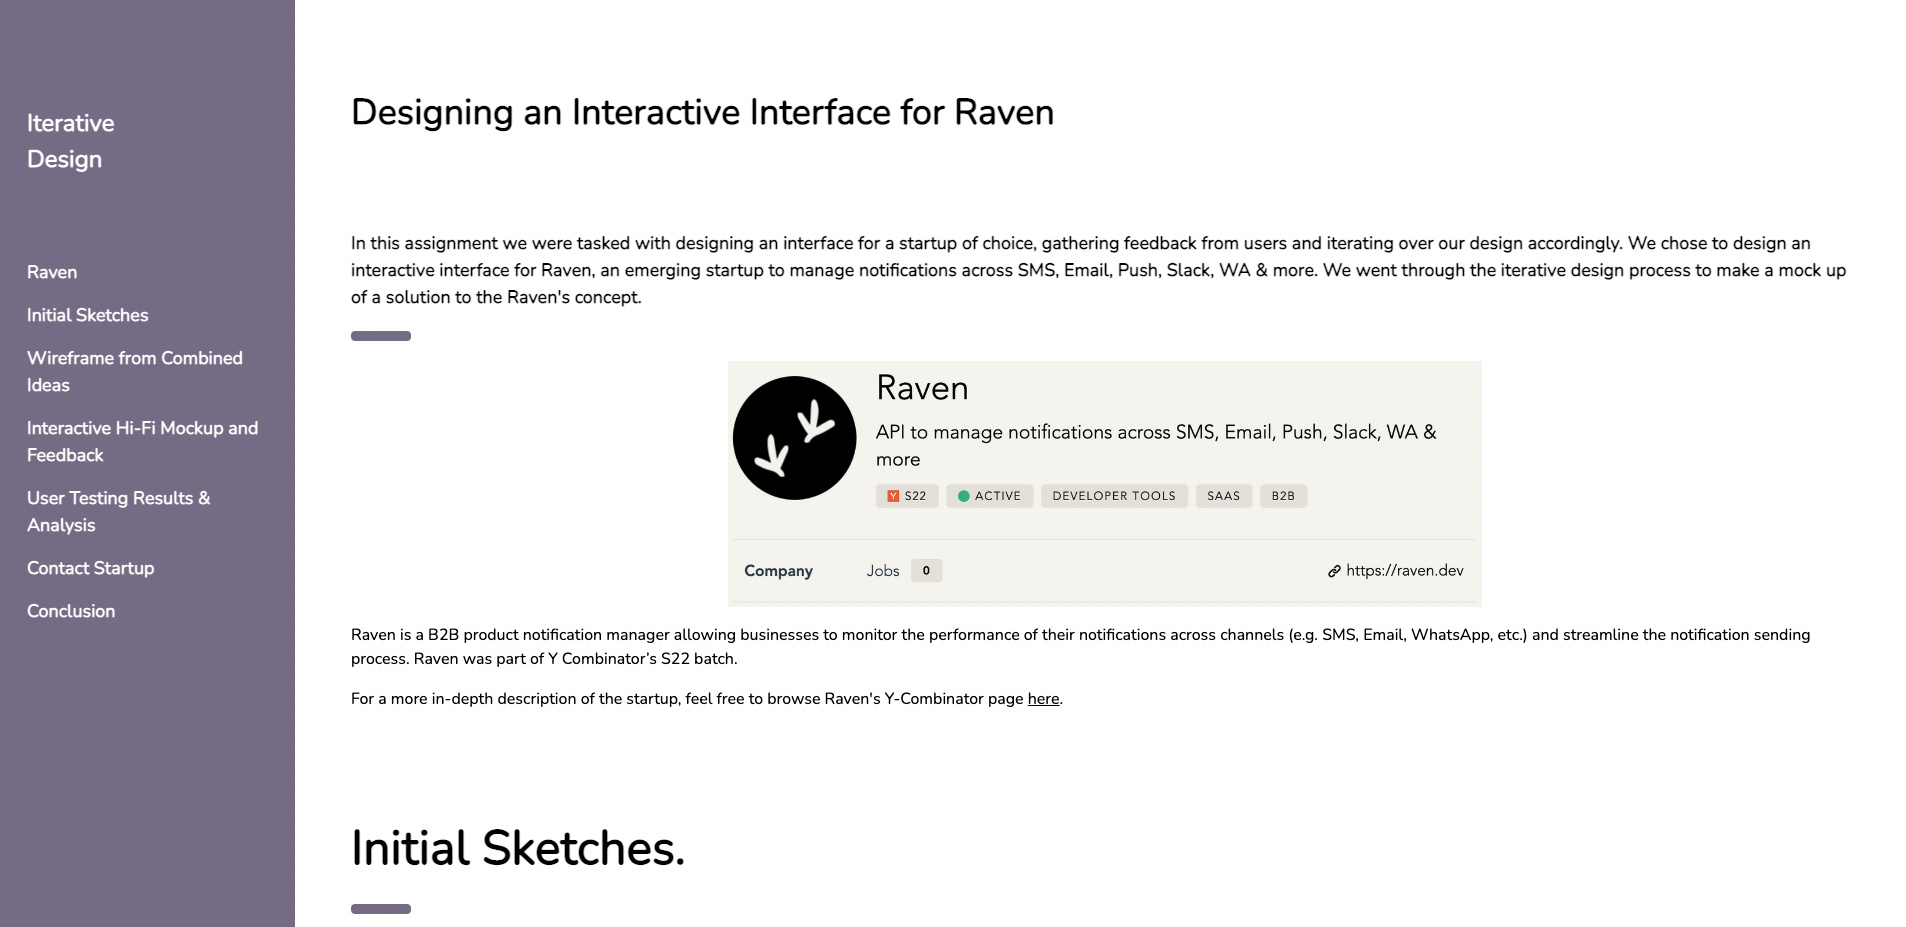 Iterative
Design
Raven
Initial Sketches
Wireframe from Combined
Ideas
Interactive Hi-Fi Mockup and
Feedback
User Testing Results &
Analysis
Contact Startup
Conclusion
Designing an Interactive Interface for Raven
In this assignment we were tasked with designing an interface for a startup of choice, gathering feedback from users and iterating over our design accordingly. We chose to design an
interactive interface for Raven, an emerging startup to manage notifications across SMS, Email, Push, Slack, WA & more. We went through the iterative design process to make a mock up
of a solution to the Raven's concept.
Raven
API to manage notifications across SMS, Email, Push, Slack, WA &
more
Y S22 ACTIVE DEVELOPER TOOLS SAAS B2B
Company Jobs 0 https://raven.dev
Raven is a B2B product notification manager allowing businesses to monitor the performance of their notifications across channels (e.g. SMS, Email, WhatsApp, etc.) and streamline the notification sending
process. Raven was part of Y Combinator’s S22 batch.
For a more in-depth description of the startup, feel free to browse Raven's Y-Combinator page here.
Initial Sketches.